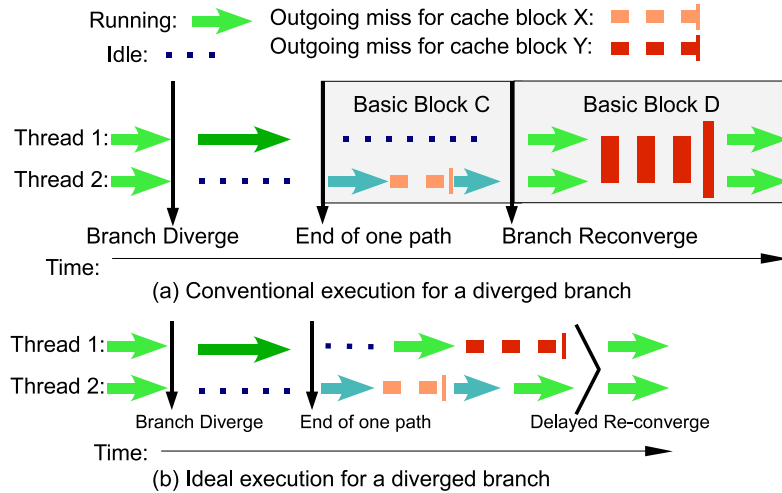 Running:
Outgoing miss for cache block X:
Idle:
Outgoing miss for cache block Y:
Basic Block C
Basic Block D
Thread 1:
Thread 2:
Branch Diverge
End of one path
Branch Reconverge
Time:
(a) Conventional execution for a diverged branch
Thread 1:
Thread 2:
Branch Diverge
End of one path
Delayed Re-converge
Time:
(b) Ideal execution for a diverged branch